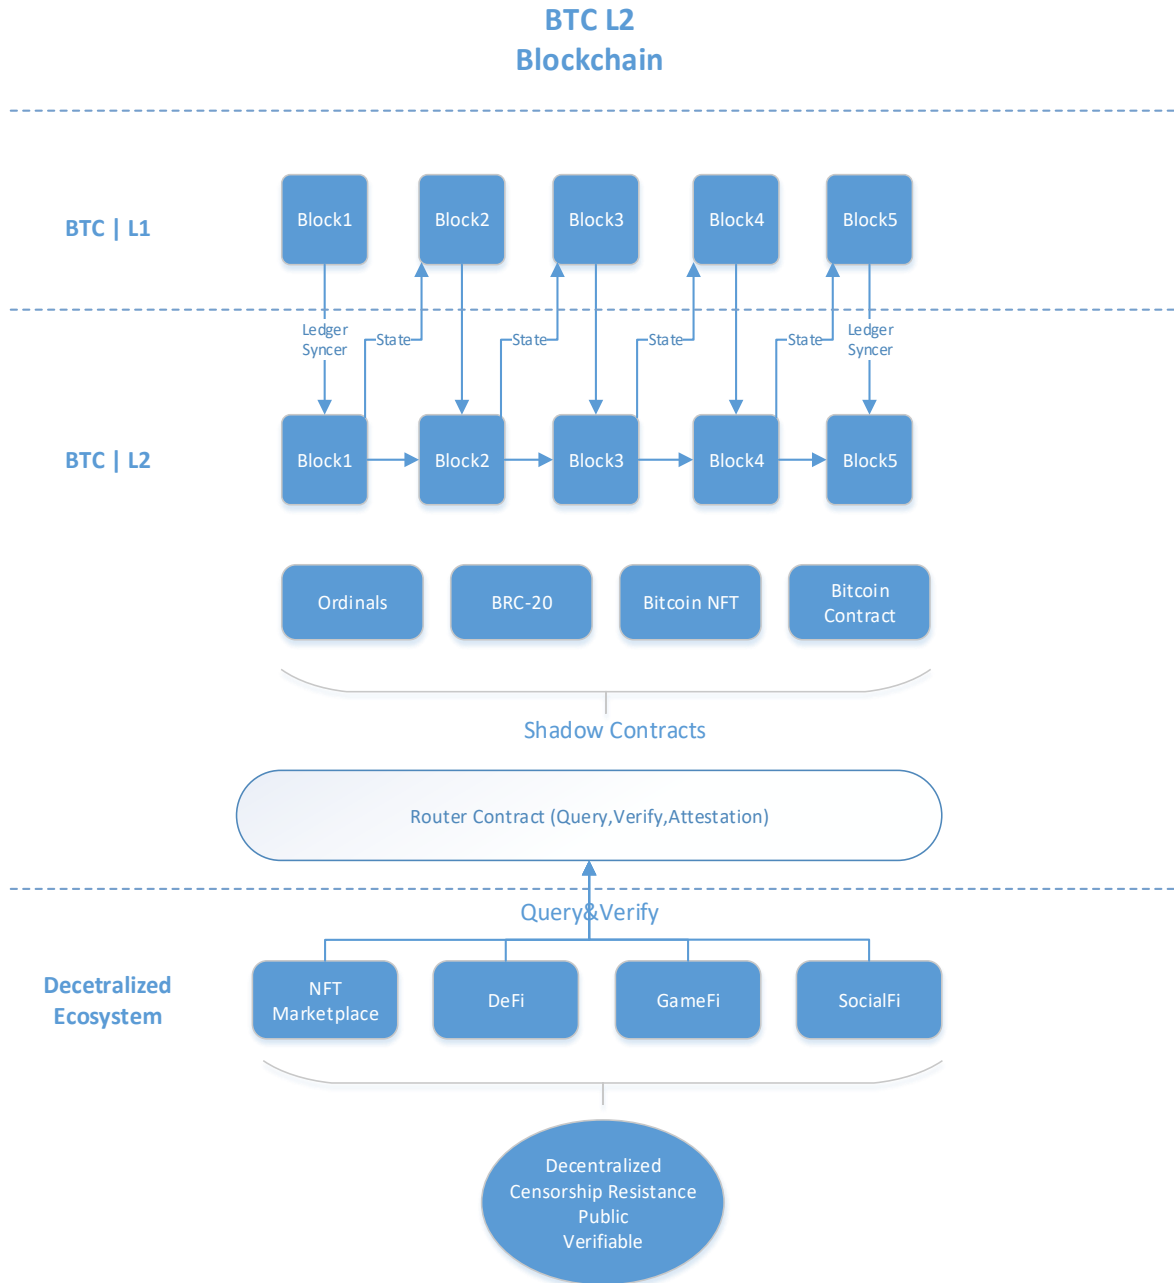 BTC L2
Blockchain
BTC | L1
Block1
Block2
Block3
Block4
Block5
Ledger
Syncer
State
State
State
State
Ledger
Syncer
BTC | L2
Block1
Block2
Block3
Block4
Block5
Ordinals
BRC-20
Bitcoin NFT
Bitcoin
Contract
Shadow Contracts
Router Contract (Query,Verify,Attestation)
Query&Verify
Decetralized
Ecosystem
NFT
Marketplace
DeFi
GameFi
SocialFi
Decentralized
Censorship Resistance
Public
Verifiable